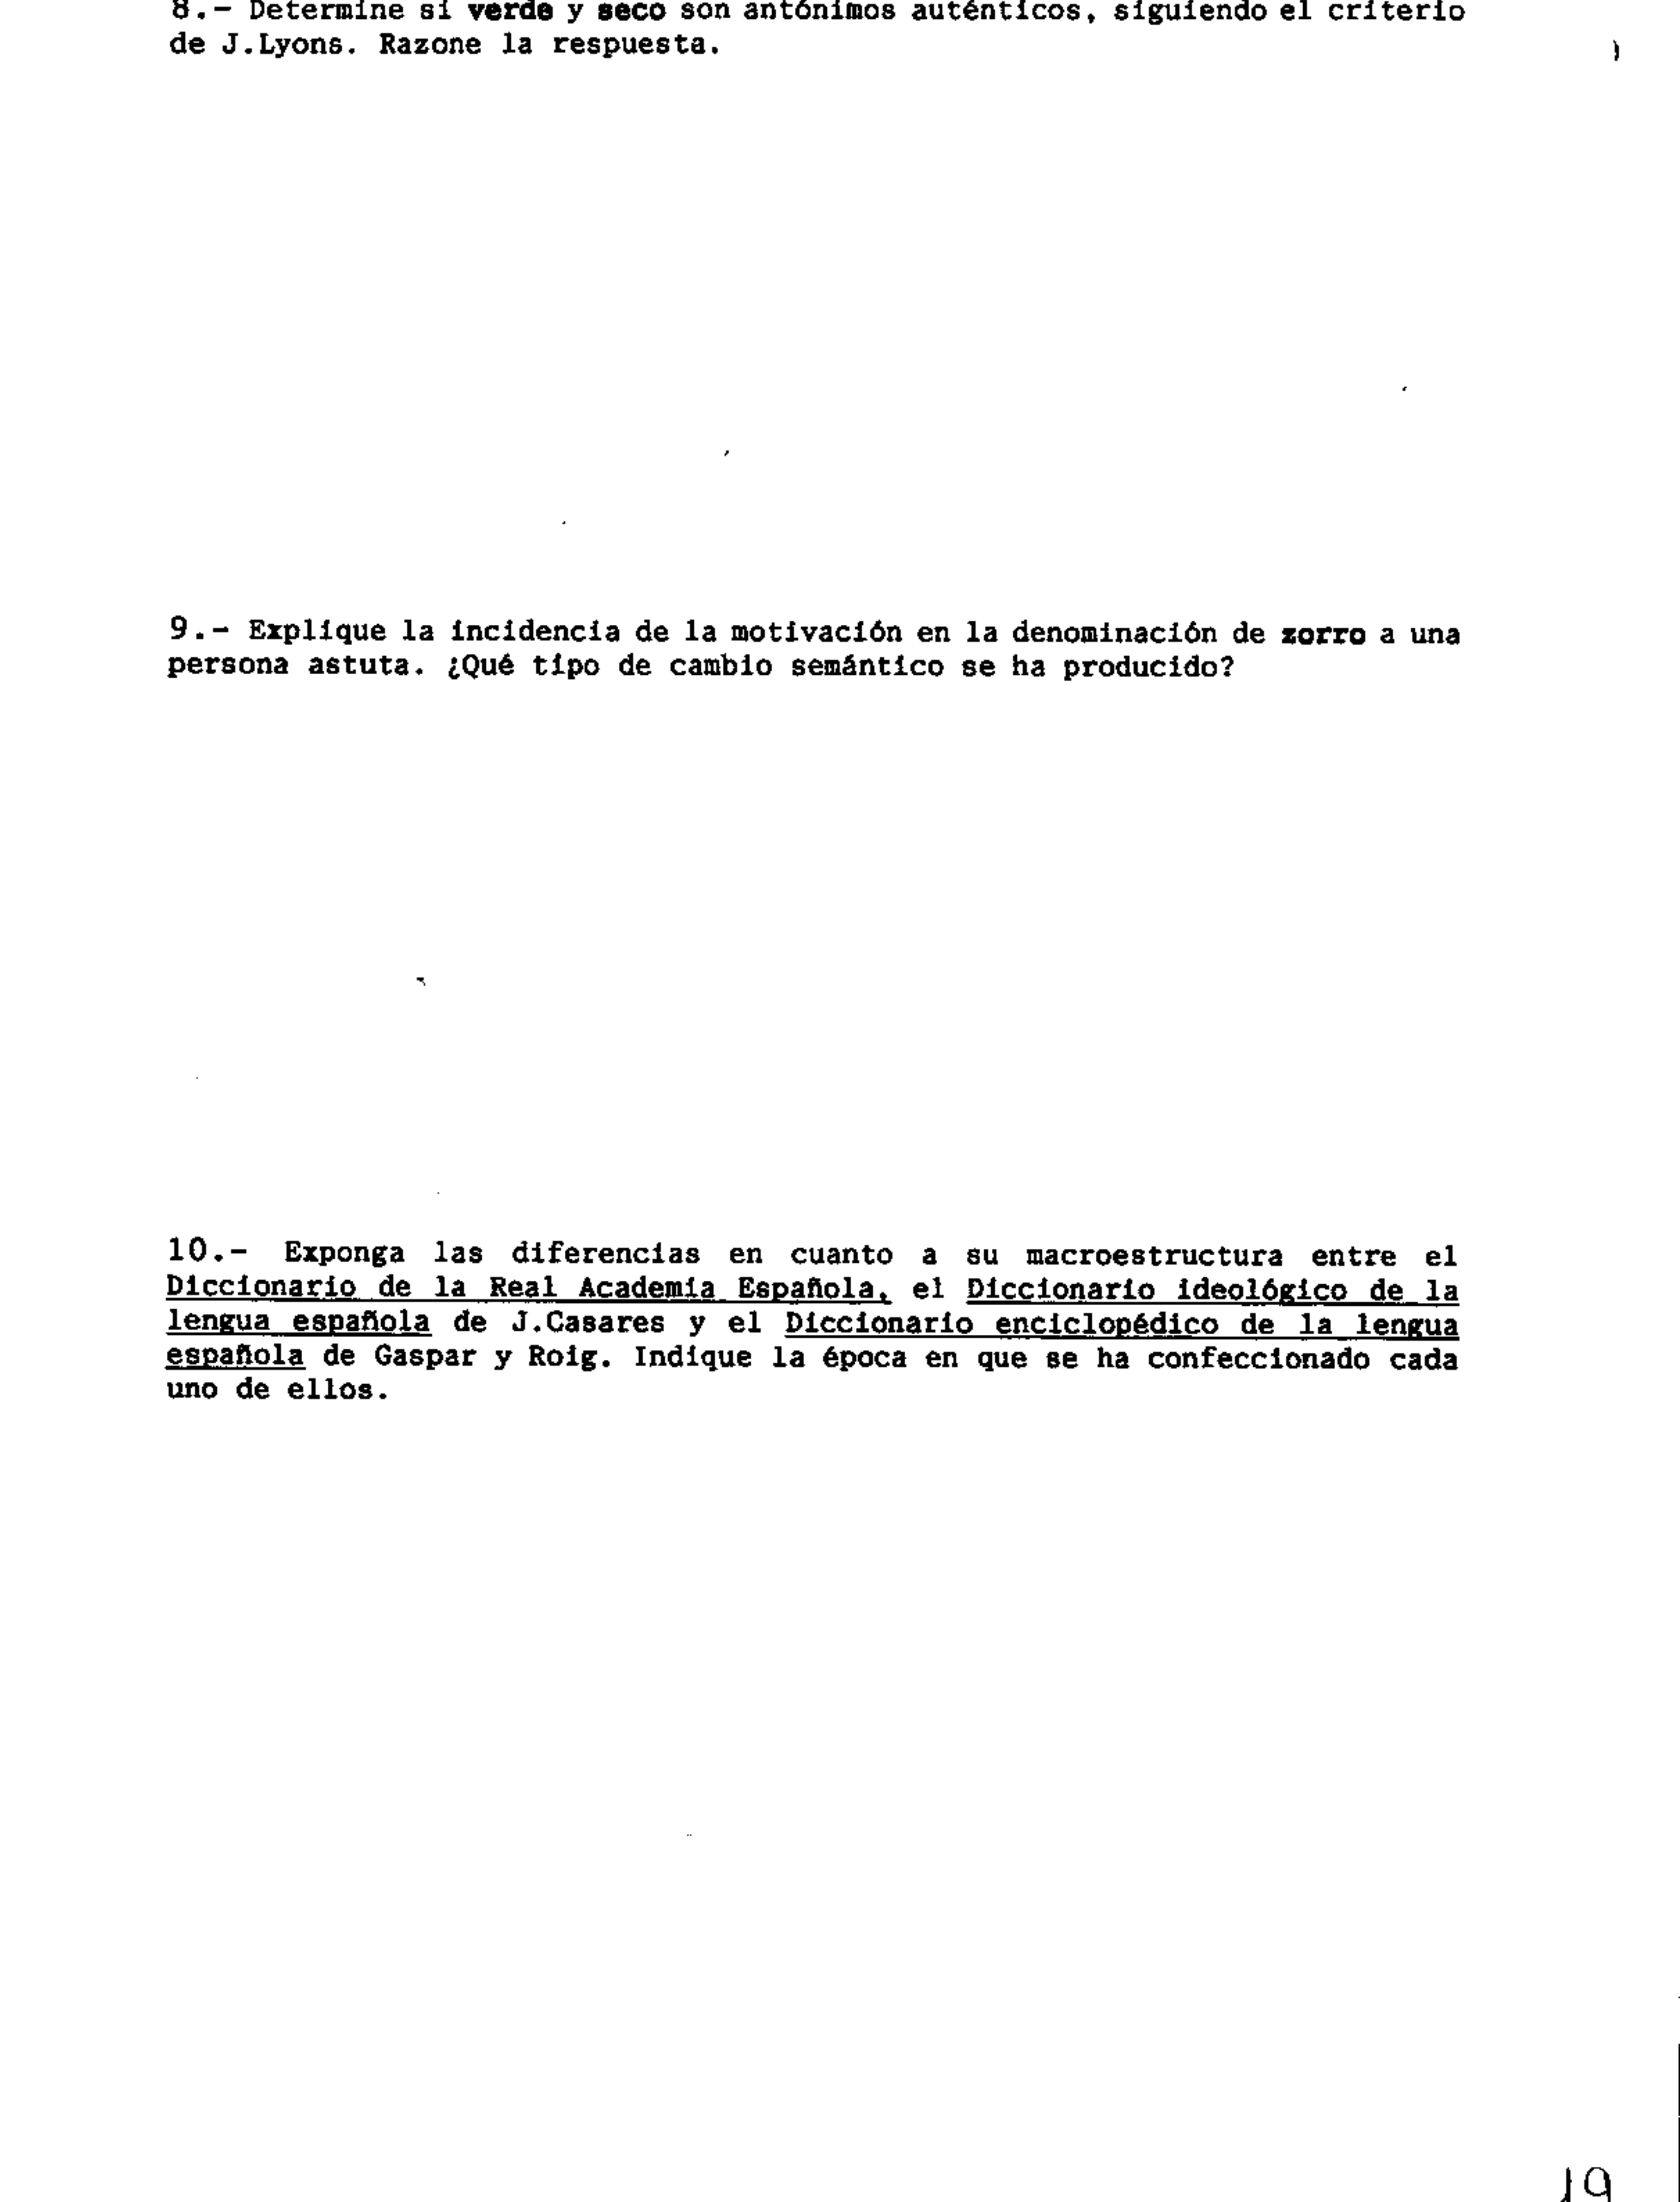 8.- Determine si verde y seco son antónimos auténticos, siguiendo el criterio
de J.Lyons. Razone la respuesta.
9.- Explique la incidencia de la motivación en la denominación de zorro a una
persona astuta. ¿Qué tipo de cambio semántico se ha producido?
10.- Exponga las diferencias en cuanto a su macroestructura entre el
Diccionario de la Real Academia Española, el Diccionario ideológico de la
lengua española de J.Casares y el Diccionario enciclopédico de la lengua
española de Gaspar y Roig. Indique la época en que se ha confeccionado cada
uno de ellos.
19